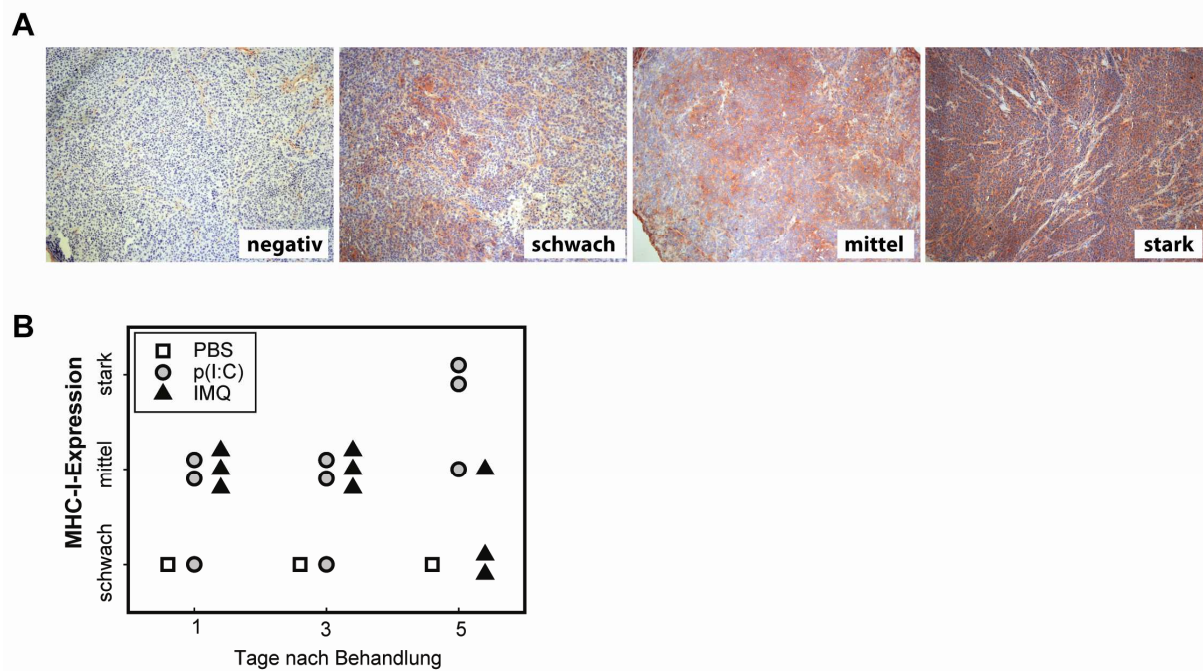 A
negativ
schwach
mittel
stark
B
PBS
p(I:C)
IMQ
MHC-I-Expression
stark
mittel
schwach
1 3 5
Tage nach Behandlung